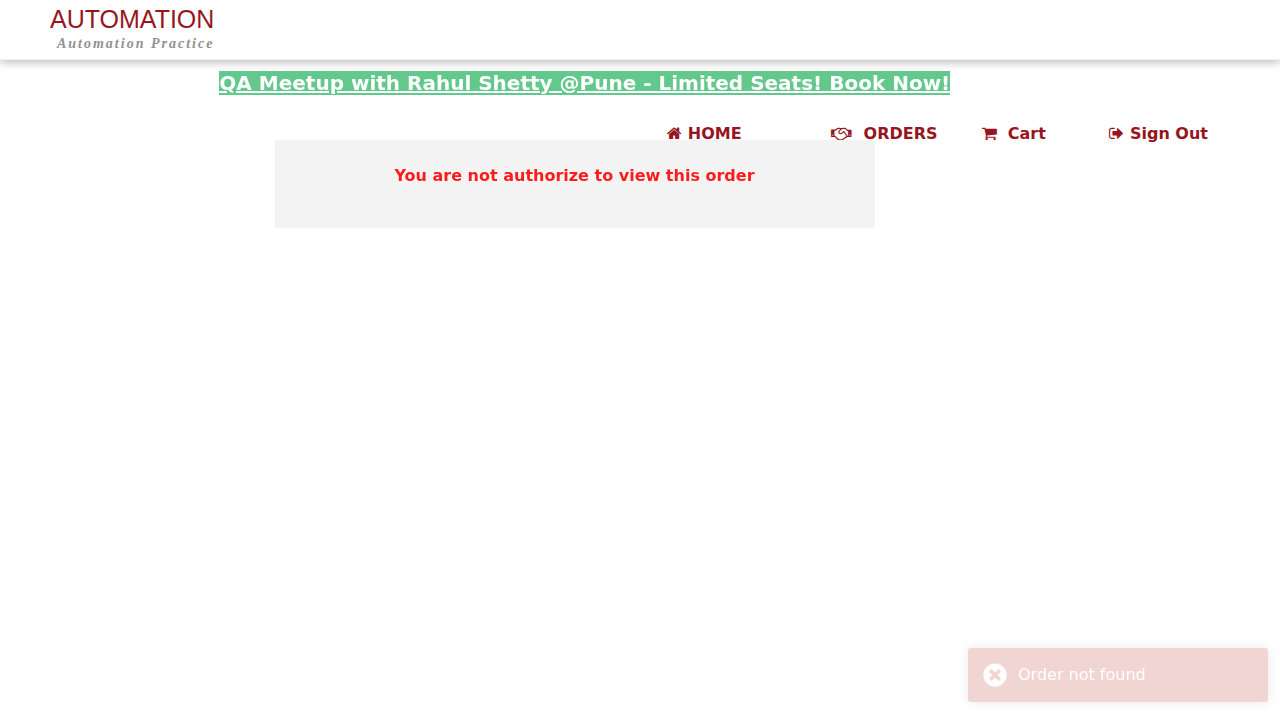 AUTOMATION
Automation Practice
QA Meetup with Rahul Shetty @Pune - Limited Seats! Book Now!
HOME
ORDERS
Cart
Sign Out
You are not authorize to view this order
Order not found